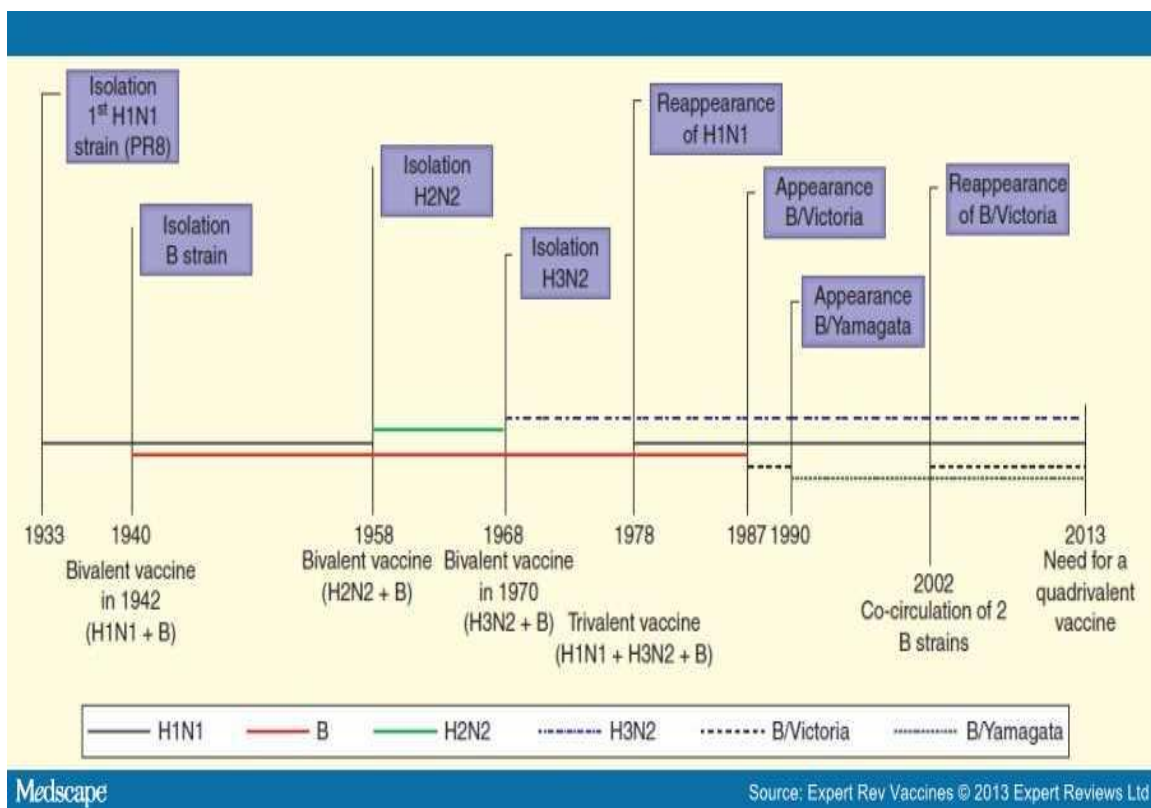 Isolation
1st H1N1
strain (PR8)
Isolation
B strain
Isolation
H2N2
Isolation
H3N2
Reappearance
of H1N1
Appearance
B/Victoria
Appearance
B/Yamagata
Reappearance
of B/Victoria
1933
1940
Bivalent vaccine
in 1942
(H1N1 + B)
1958
Bivalent vaccine
(H2N2 + B)
1968
Bivalent vaccine
in 1970
(H3N2 + B)
1978
Trivalent vaccine
(H1N1 + H3N2 + B)
1987
1990
2002
Co-circulation of 2
B strains
2013
Need for a
quadrivalent
vaccine
H1N1 B H2N2 H3N2 B/Victoria B/Yamagata
Medscape
Source: Expert Rev Vaccines © 2013 Expert Reviews Ltd